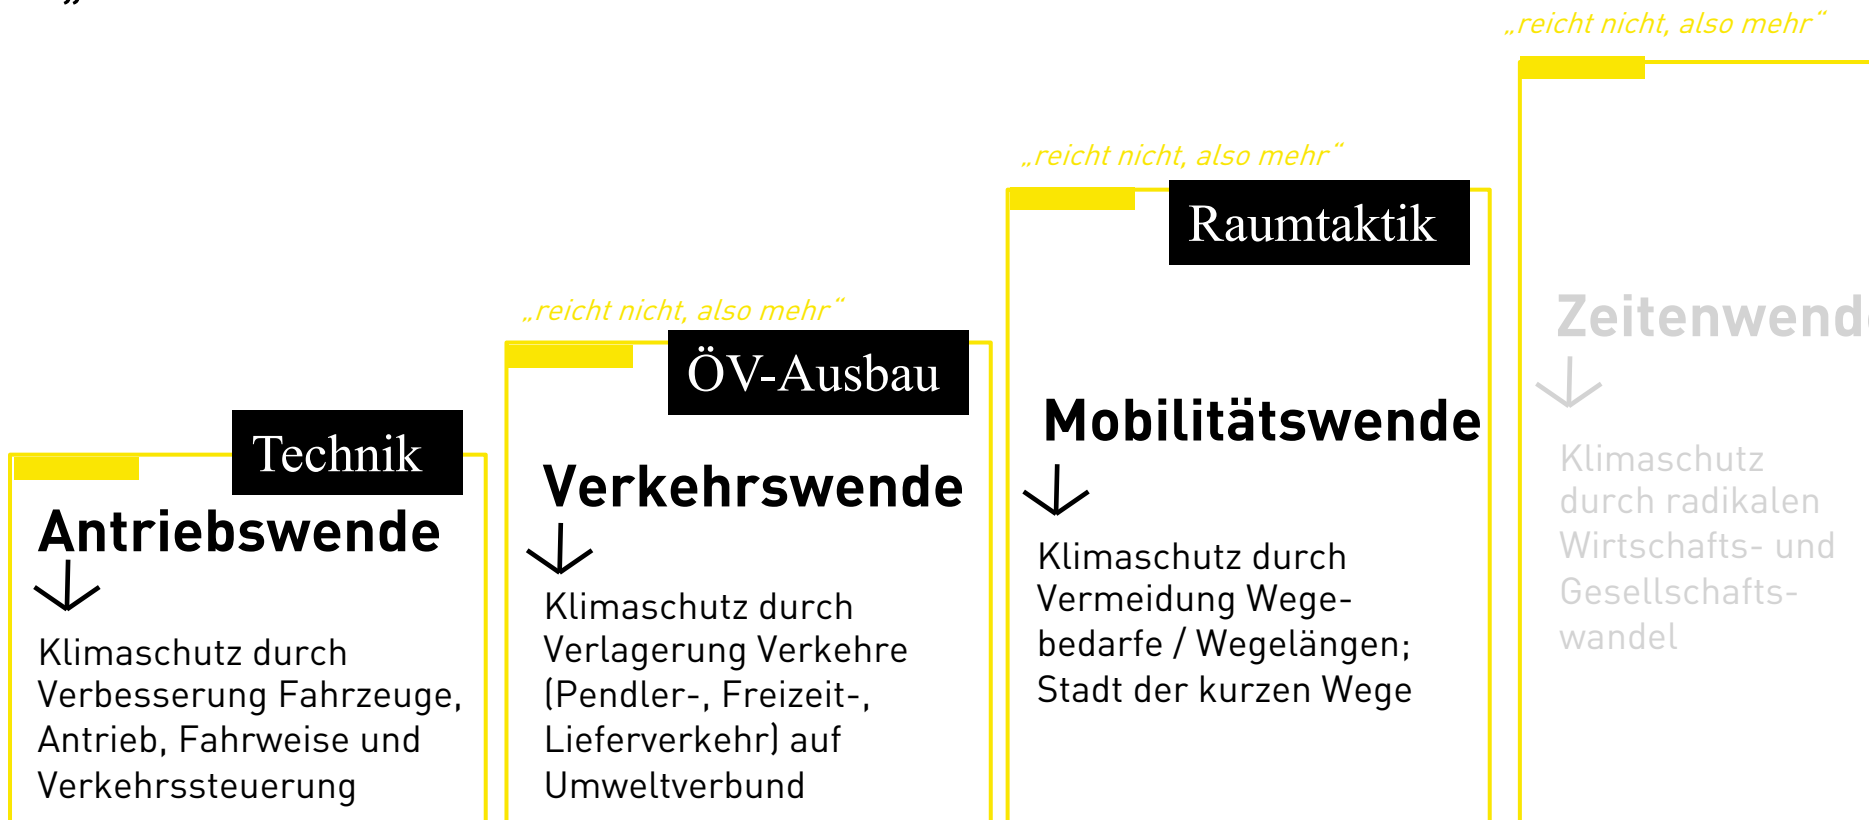 „
„reicht nicht, also mehr“
„reicht nicht, also mehr“
„reicht nicht, also mehr“
Technik
Antriebswende
Klimaschutz durch
Verbesserung Fahrzeuge,
Antrieb, Fahrweise und
Verkehrssteuerung
ÖV-Ausbau
Verkehrswende
Klimaschutz durch
Verlagerung Verkehre
(Pendler-, Freizeit-,
Lieferverkehr) auf
Umweltverbund
Raumtaktik
Mobilitätswende
Klimaschutz durch
Vermeidung Wege-
bedarfe / Wegelängen;
Stadt der kurzen Wege
Zeitenwende
Klimaschutz
durch radikalen
Wirtschafts- und
Gesellschafts-
wandel